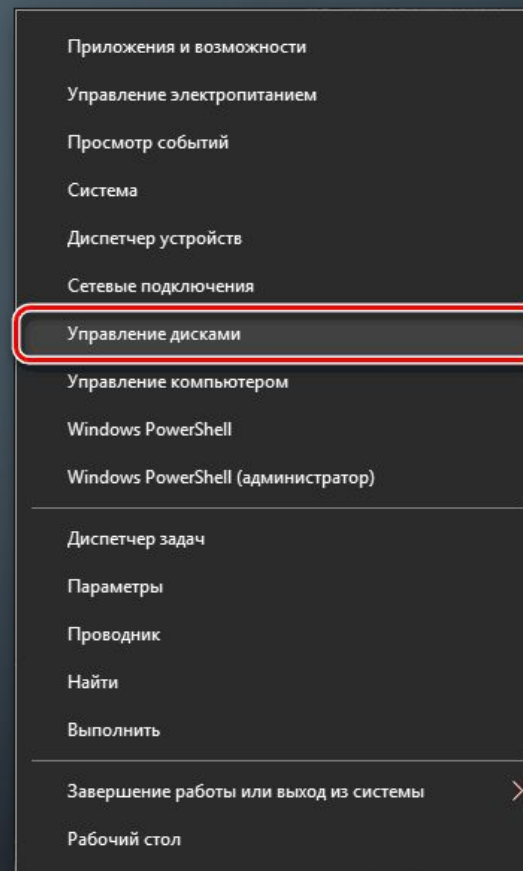 Приложения и возможности
Управление электропитанием
Просмотр событий
Система
Диспетчер устройств
Сетевые подключения
Управление дисками
Управление компьютером
Windows PowerShell
Windows PowerShell (администратор)
Диспетчер задач
Параметры
Проводник
Найти
Выполнить
Завершение работы или выход из системы
Рабочий стол